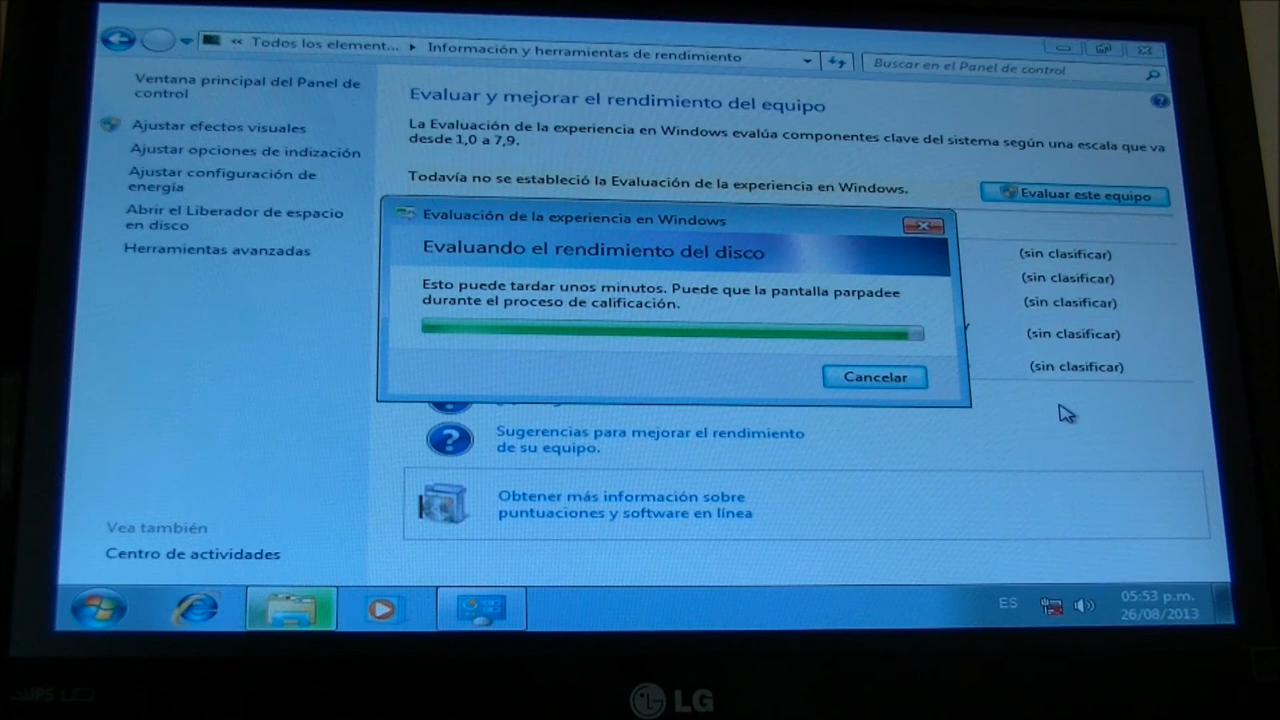 « Todos los element... ▸ Información y herramientas de rendimiento
Buscar en el Panel de control
Ventana principal del Panel de
control
Ajustar efectos visuales
Ajustar opciones de indización
Ajustar configuración de
energía
Abrir el Liberador de espacio
en disco
Herramientas avanzadas
Vea también
Centro de actividades
Evaluar y mejorar el rendimiento del equipo
La Evaluación de la experiencia en Windows evalúa componentes clave del sistema según una escala que va
desde 1,0 a 7,9.
Todavía no se estableció la Evaluación de la experiencia en Windows.
Evaluar este equipo
(sin clasificar)
(sin clasificar)
(sin clasificar)
(sin clasificar)
(sin clasificar)
Evaluación de la experiencia en Windows
Evaluando el rendimiento del disco
Esto puede tardar unos minutos. Puede que la pantalla parpadee
durante el proceso de calificación.
Cancelar
Sugerencias para mejorar el rendimiento
de su equipo.
Obtener más información sobre
puntuaciones y software en línea
ES
05:53 p.m.
26/08/2013
LG